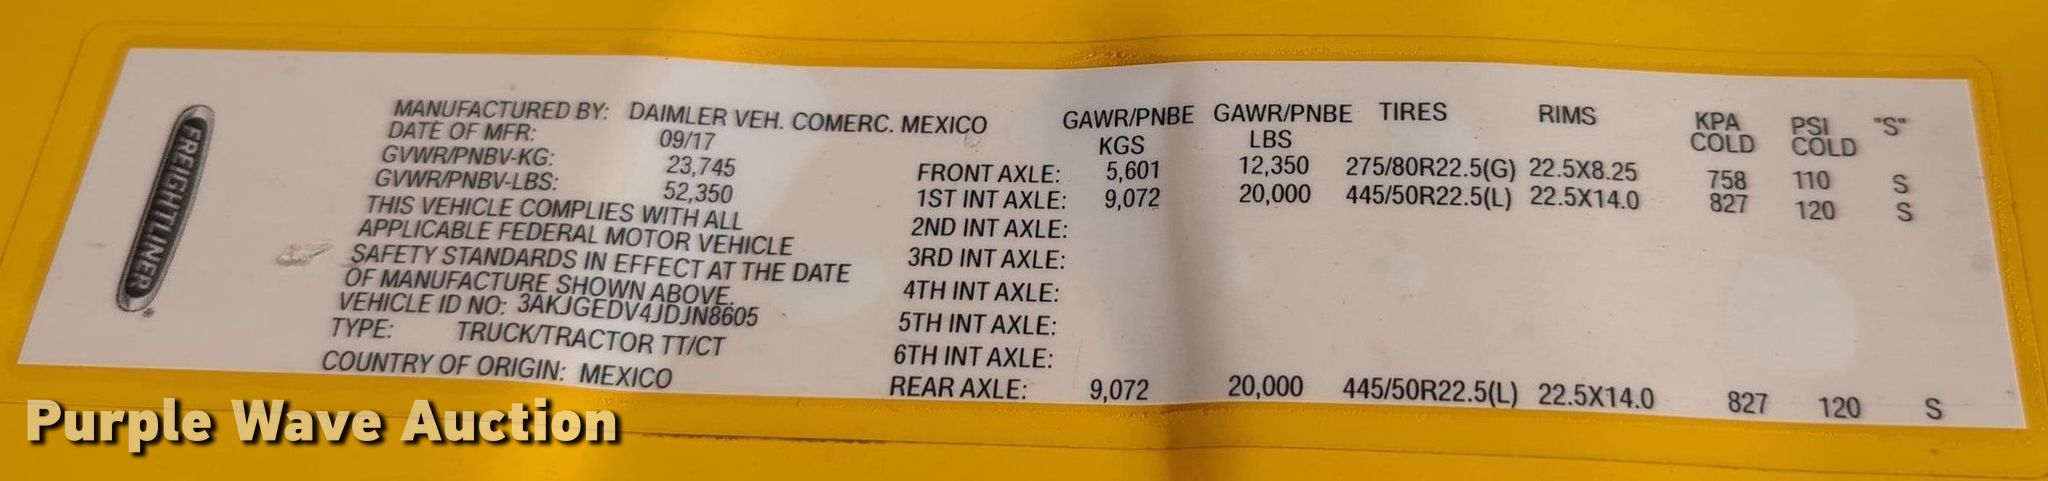 FREIGHTLINER
MANUFACTURED BY: DAIMLER VEH. COMERC. MEXICO
DATE OF MFR: 09/17
GVWR/PNBV-KG: 23,745
GVWR/PNBV-LBS: 52,350
THIS VEHICLE COMPLIES WITH ALL
APPLICABLE FEDERAL MOTOR VEHICLE
SAFETY STANDARDS IN EFFECT AT THE DATE
OF MANUFACTURE SHOWN ABOVE.
VEHICLE ID NO: 3AKJGEDV4JDJN8605
TYPE: TRUCK/TRACTOR TT/CT
COUNTRY OF ORIGIN: MEXICO
GAWR/PNBE GAWR/PNBE TIRES RIMS KPA PSI "S"
KGS LBS COLD COLD
FRONT AXLE: 5,601 12,350 275/80R22.5(G) 22.5X8.25 758 110 S
1ST INT AXLE: 9,072 20,000 445/50R22.5(L) 22.5X14.0 827 120 S
2ND INT AXLE:
3RD INT AXLE:
4TH INT AXLE:
5TH INT AXLE:
6TH INT AXLE:
REAR AXLE: 9,072 20,000 445/50R22.5(L) 22.5X14.0 827 120 S
Purple Wave Auction